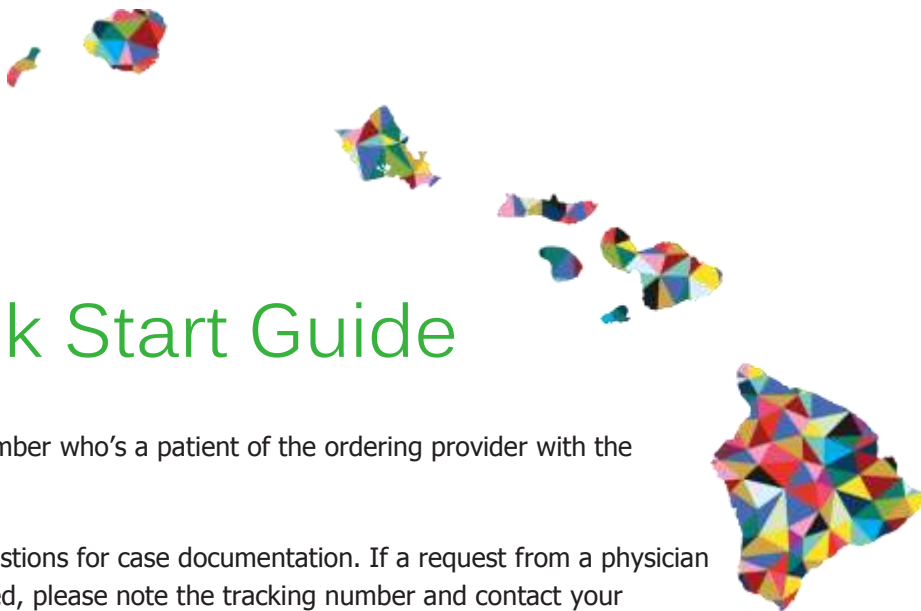 k Start Guide
mber who’s a patient of the ordering provider with the
stions for case documentation. If a request from a physician
ed, please note the tracking number and contact your